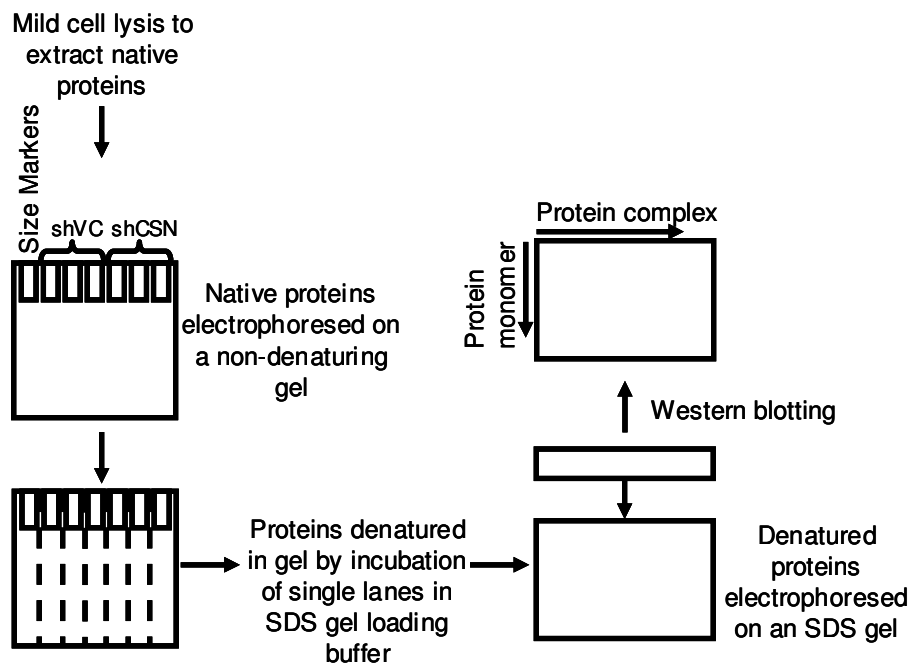 Mild cell lysis to
extract native
proteins
Size Markers
shVC shCSN
Native proteins
electrophoresed on
a non-denaturing
gel
Proteins denatured
in gel by incubation
of single lanes in
SDS gel loading
buffer
Protein complex
Protein
monomer
Western blotting
Denatured
proteins
electrophoresed
on an SDS gel